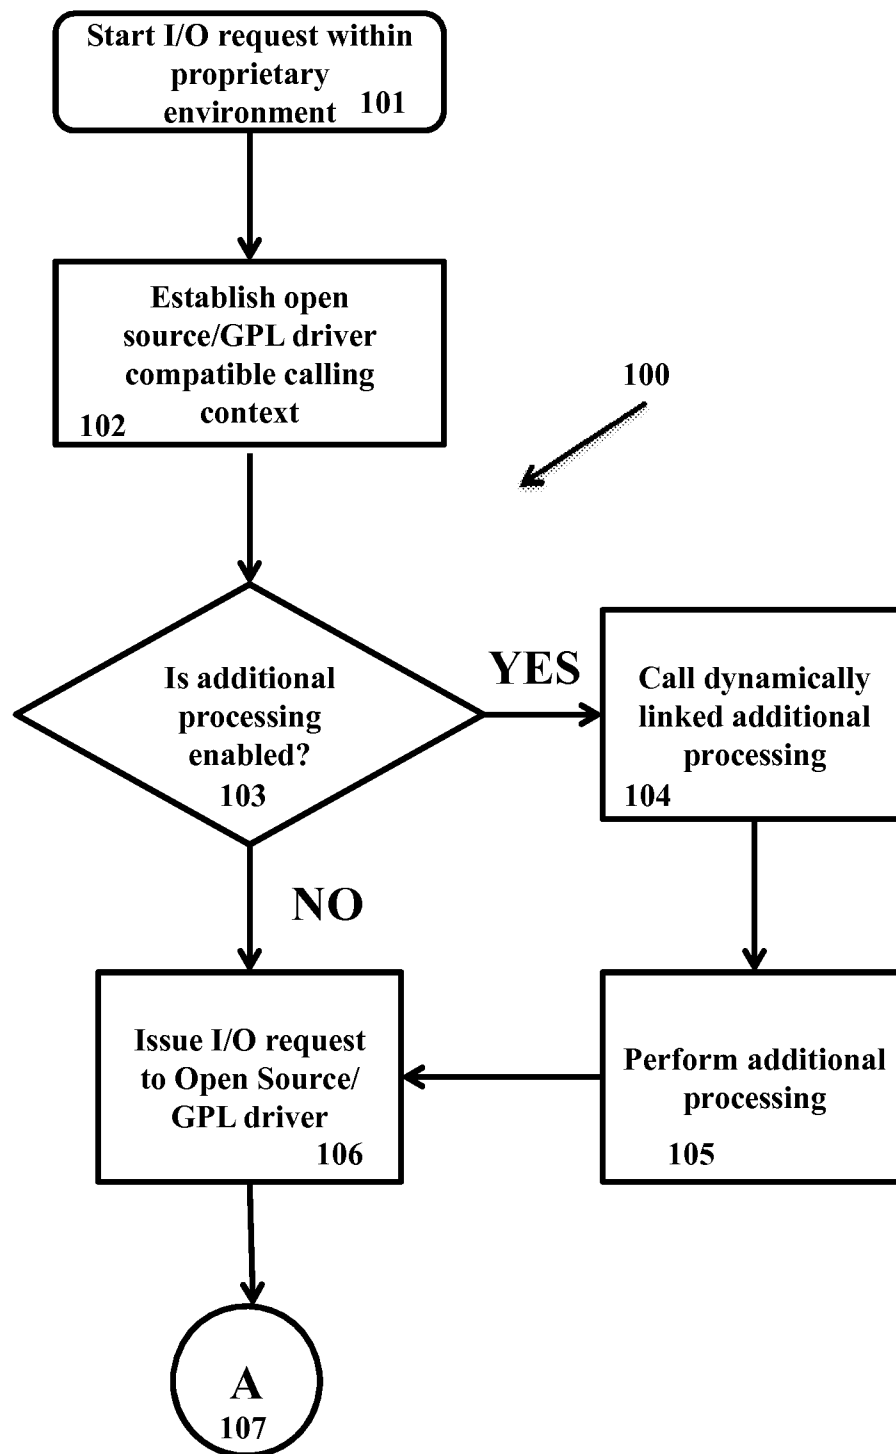 Start I/O request within
proprietary
environment 101
Establish open
source/GPL driver
compatible calling
context
102
100
Is additional
processing
enabled?
103
YES
Call dynamically
linked additional
processing
104
NO
Issue I/O request
to Open Source/
GPL driver
106
Perform additional
processing
105
A
107